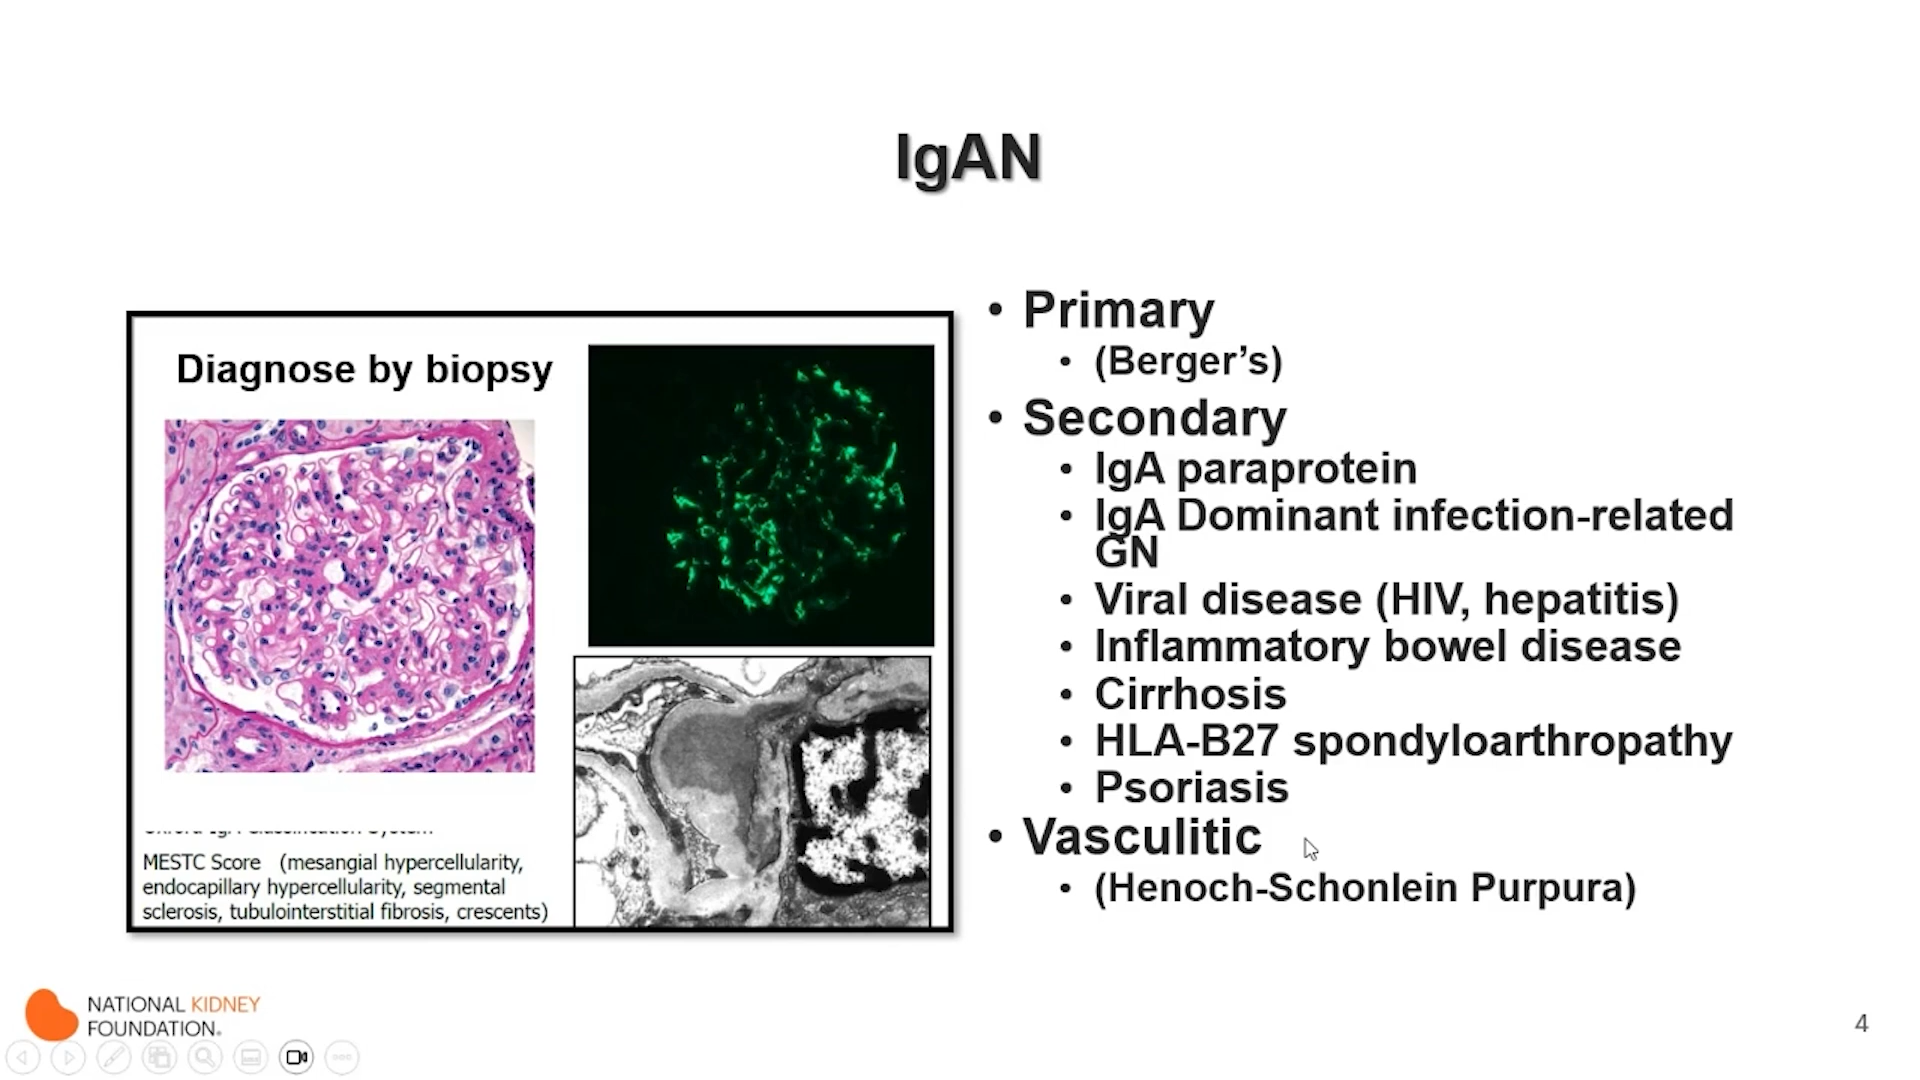 IgAN
Diagnose by biopsy
MESTC Score (mesangial hypercellularity,
endocapillary hypercellularity, segmental
sclerosis, tubulointerstitial fibrosis, crescents)
• Primary
• (Berger’s)
• Secondary
• IgA paraprotein
• IgA Dominant infection-related
GN
• Viral disease (HIV, hepatitis)
• Inflammatory bowel disease
• Cirrhosis
• HLA-B27 spondyloarthropathy
• Psoriasis
• Vasculitic
• (Henoch-Schonlein Purpura)
NATIONAL KIDNEY
FOUNDATION®
4